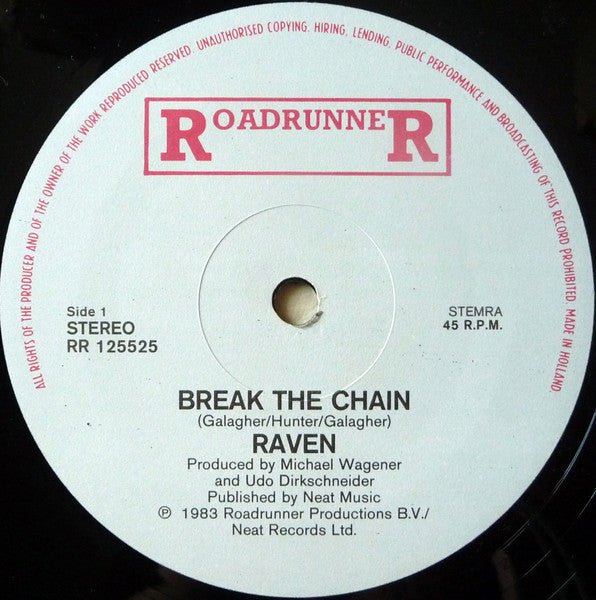 ALL RIGHTS OF THE PRODUCER AND OF THE OWNER OF THE WORK REPRODUCED RESERVED. UNAUTHORISED COPYING, HIRING, LENDING, PUBLIC PERFORMANCE AND BROADCASTING OF THIS RECORD PROHIBITED MADE IN HOLLAND.
ROADRUNNER
Side 1
STEREO
RR 125525
STEMRA
45 R.P.M.
BREAK THE CHAIN
(Galagher/Hunter/Galagher)
RAVEN
Produced by Michael Wagener
and Udo Dirkschneider
Published by Neat Music
℗ 1983 Roadrunner Productions B.V./
Neat Records Ltd.